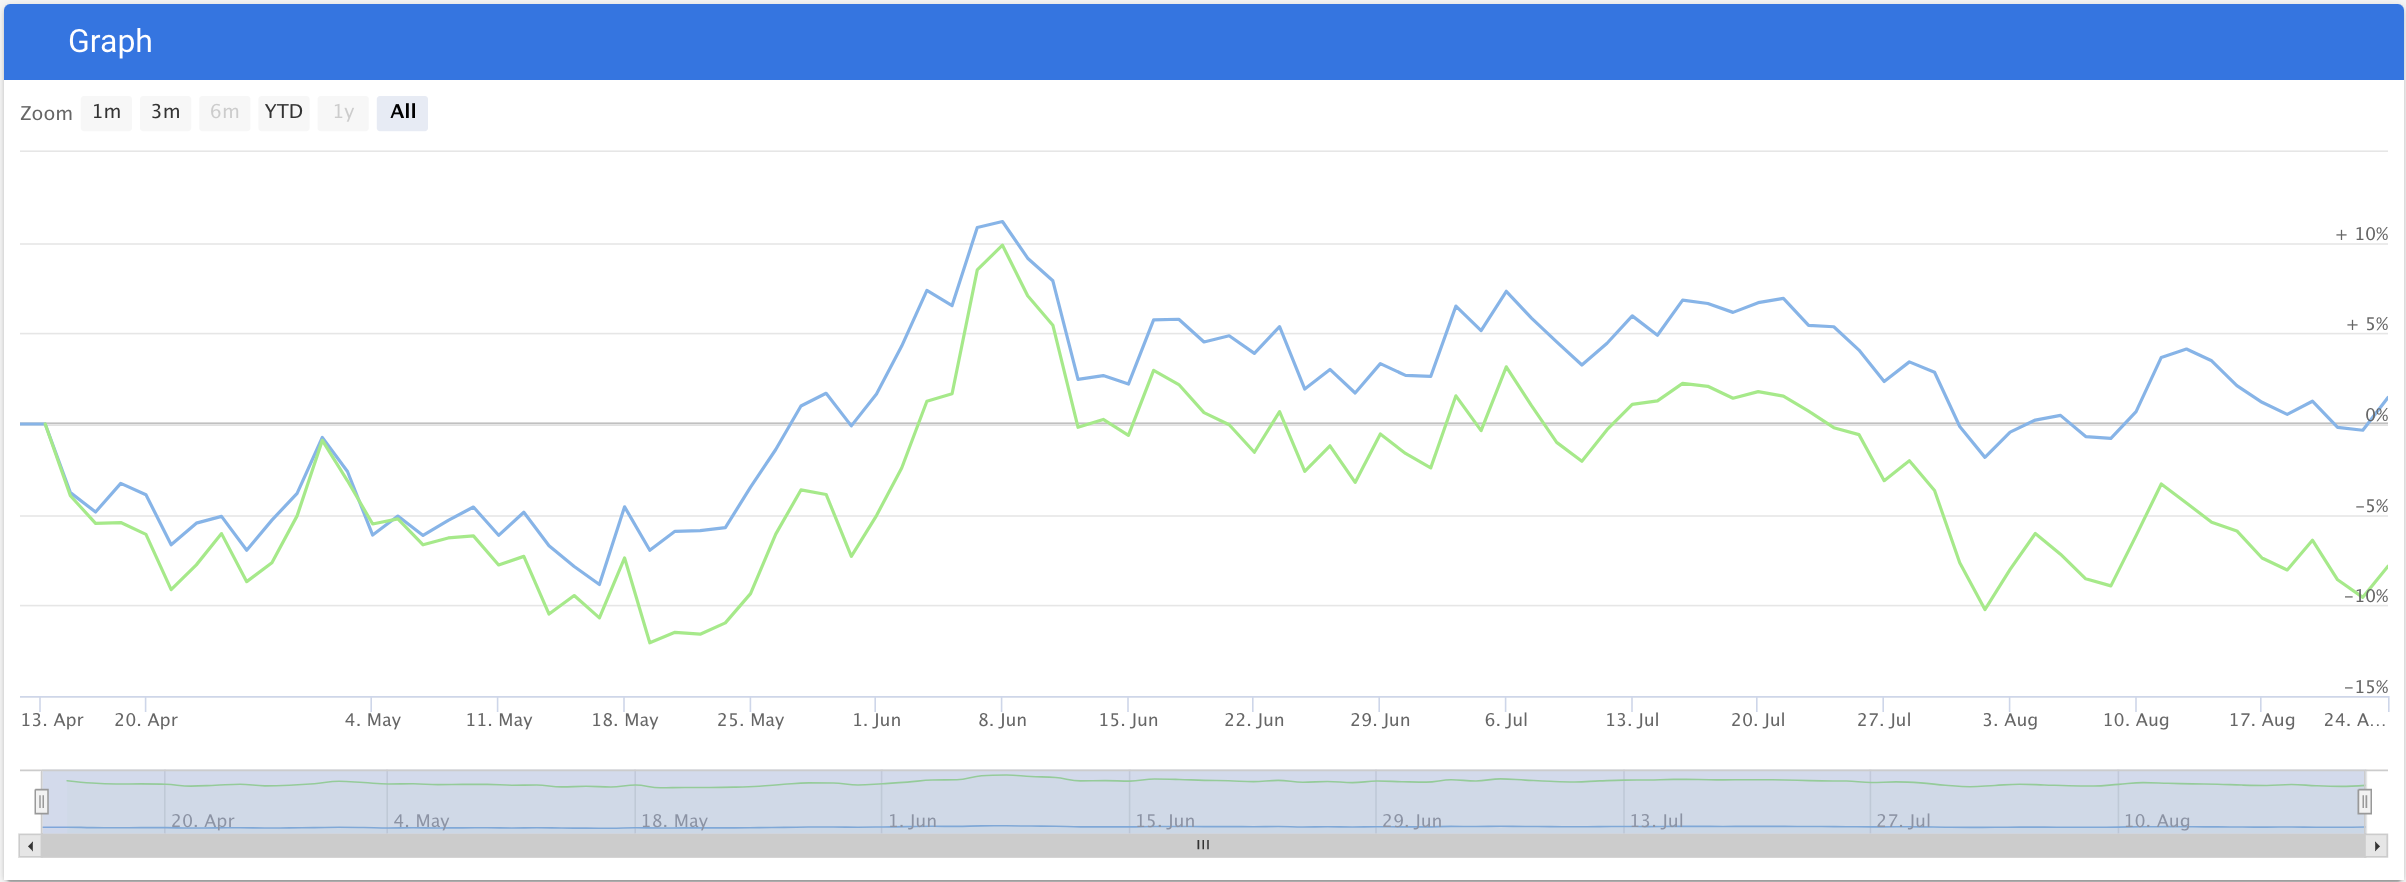 Graph
Zoom 1m 3m 6m YTD 1y All
+ 10%
+ 5%
0%
−5%
−10%
−15%
13. Apr 20. Apr 4. May 11. May 18. May 25. May 1. Jun 8. Jun 15. Jun 22. Jun 29. Jun 6. Jul 13. Jul 20. Jul 27. Jul 3. Aug 10. Aug 17. Aug 24. A…
20. Apr 4. May 18. May 1. Jun 15. Jun 29. Jun 13. Jul 27. Jul 10. Aug